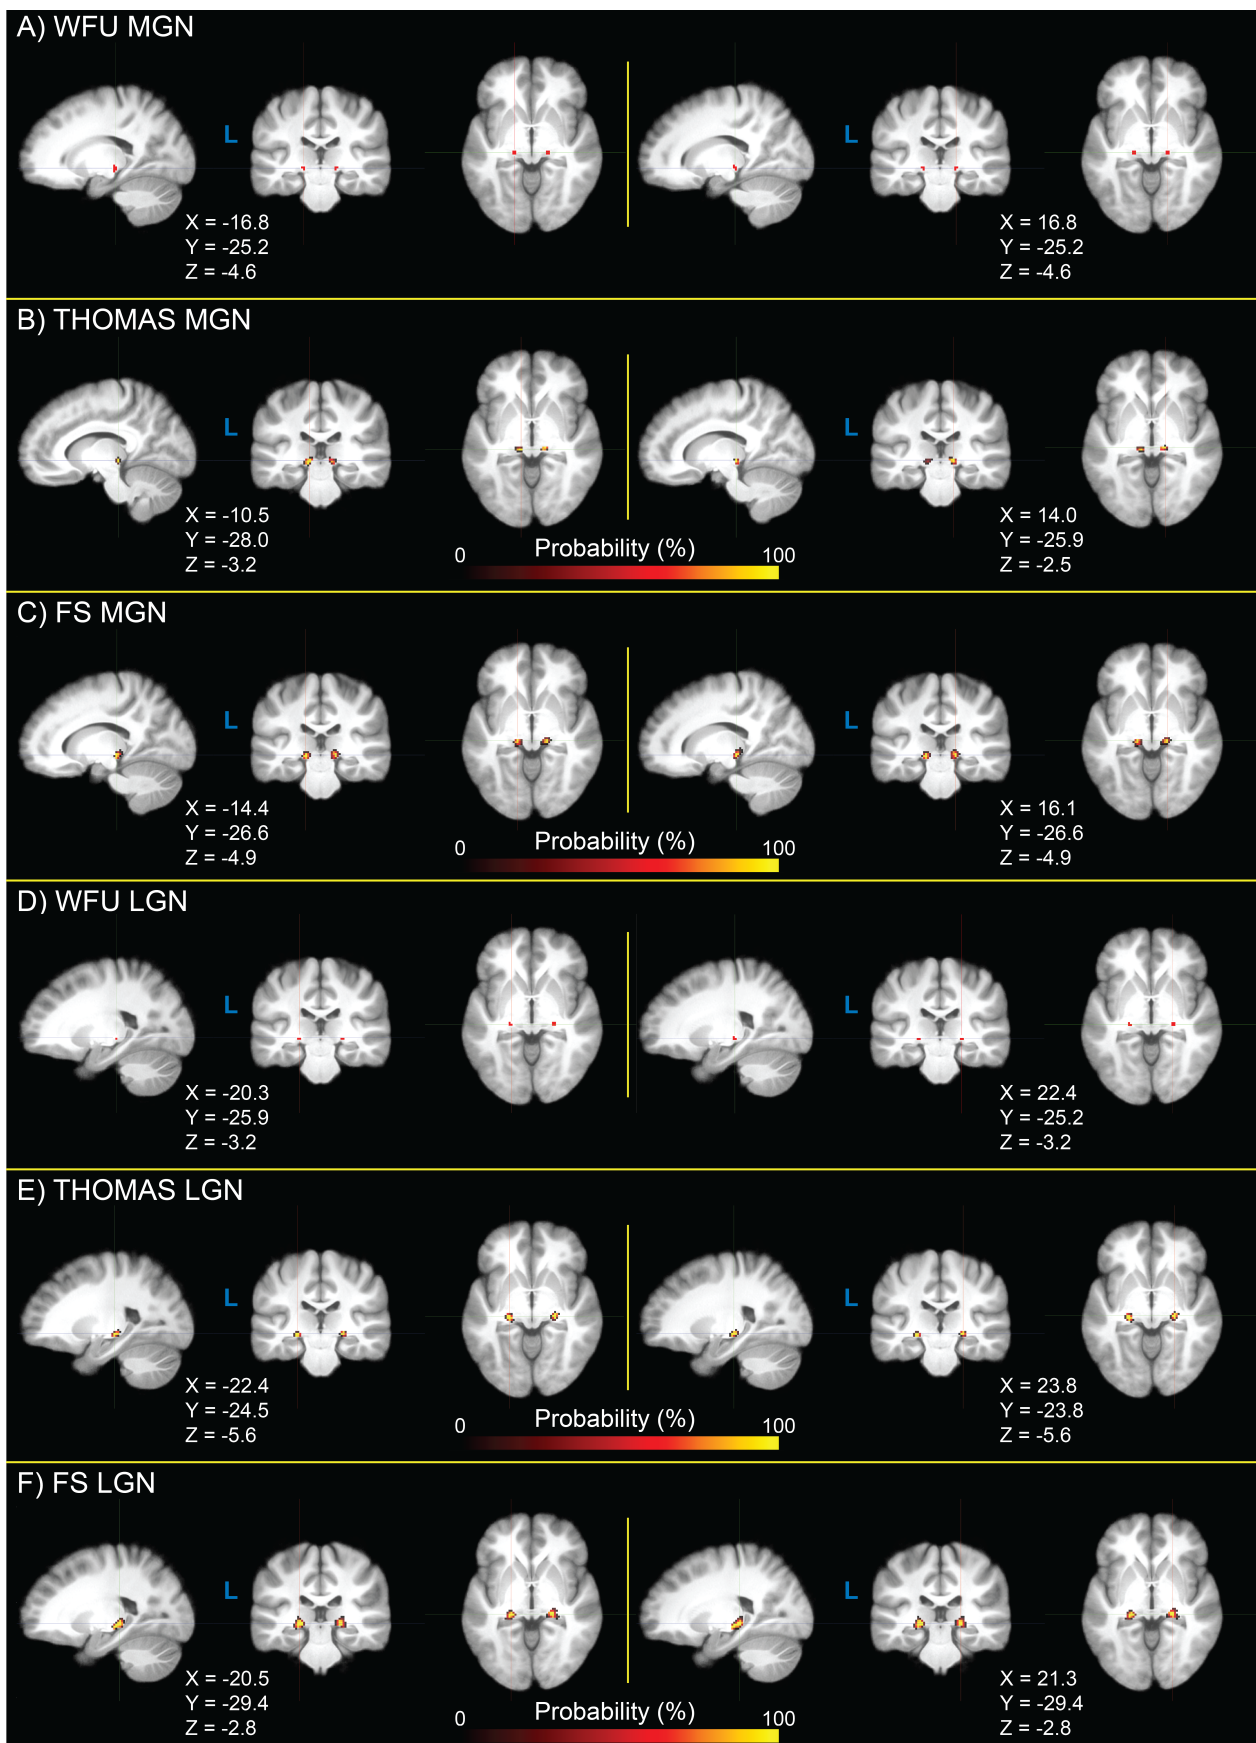 A) WFU MGN
L
L
X = -16.8
Y = -25.2
Z = -4.6
X = 16.8
Y = -25.2
Z = -4.6
B) THOMAS MGN
L
L
X = -10.5
Y = -28.0
Z = -3.2
0 Probability (%) 100
X = 14.0
Y = -25.9
Z = -2.5
C) FS MGN
L
L
X = -14.4
Y = -26.6
Z = -4.9
0 Probability (%) 100
X = 16.1
Y = -26.6
Z = -4.9
D) WFU LGN
L
L
X = -20.3
Y = -25.9
Z = -3.2
X = 22.4
Y = -25.2
Z = -3.2
E) THOMAS LGN
L
L
X = -22.4
Y = -24.5
Z = -5.6
0 Probability (%) 100
X = 23.8
Y = -23.8
Z = -5.6
F) FS LGN
L
L
X = -20.5
Y = -29.4
Z = -2.8
0 Probability (%) 100
X = 21.3
Y = -29.4
Z = -2.8